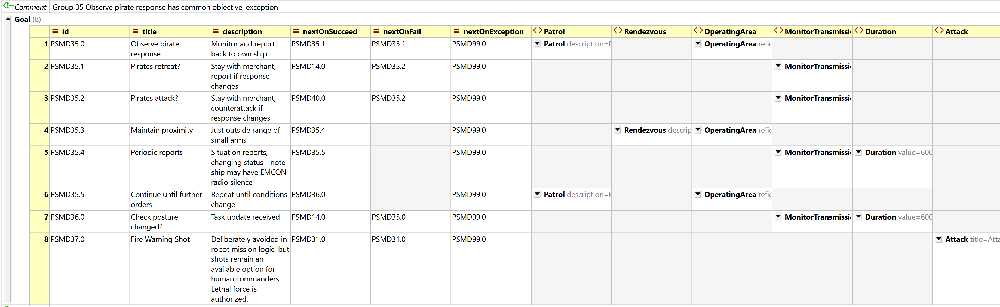 Comment Group 35 Observe pirate response has common objective, exception
Goal (8)
id title description nextOnSucceed nextOnFail nextOnException Patrol Rendezvous OperatingArea MonitorTransmissi Duration Attack
1 PSMD35.0 Observe pirate Monitor and report PSMD35.1 PSMD35.1 PSMD99.0 Patrol description= OperatingArea refid
response back to own ship
2 PSMD35.1 Pirates retreat? Stay with merchant, PSMD14.0 PSMD35.2 PSMD99.0 MonitorTransmissi
report if response
changes
3 PSMD35.2 Pirates attack? Stay with merchant, PSMD40.0 PSMD35.2 PSMD99.0 MonitorTransmissi
counterattack if
response changes
4 PSMD35.3 Maintain proximity Just outside range of PSMD35.4 PSMD99.0 Rendezvous descrip OperatingArea refid
small arms
5 PSMD35.4 Periodic reports Situation reports, PSMD35.5 PSMD99.0 MonitorTransmissi Duration value=600
changing status - note
ship may have EMCON
radio silence
6 PSMD35.5 Continue until further Repeat until conditions PSMD36.0 PSMD99.0 Patrol description= OperatingArea refid
orders change
7 PSMD36.0 Check posture Task update received PSMD14.0 PSMD35.0 PSMD99.0 MonitorTransmissi Duration value=600
changed?
8 PSMD37.0 Fire Warning Shot Deliberately avoided in PSMD31.0 PSMD31.0 PSMD99.0 Attack title=Atta
robot mission logic, but
shots remain an
available option for
human commanders.
Lethal force is
authorized.